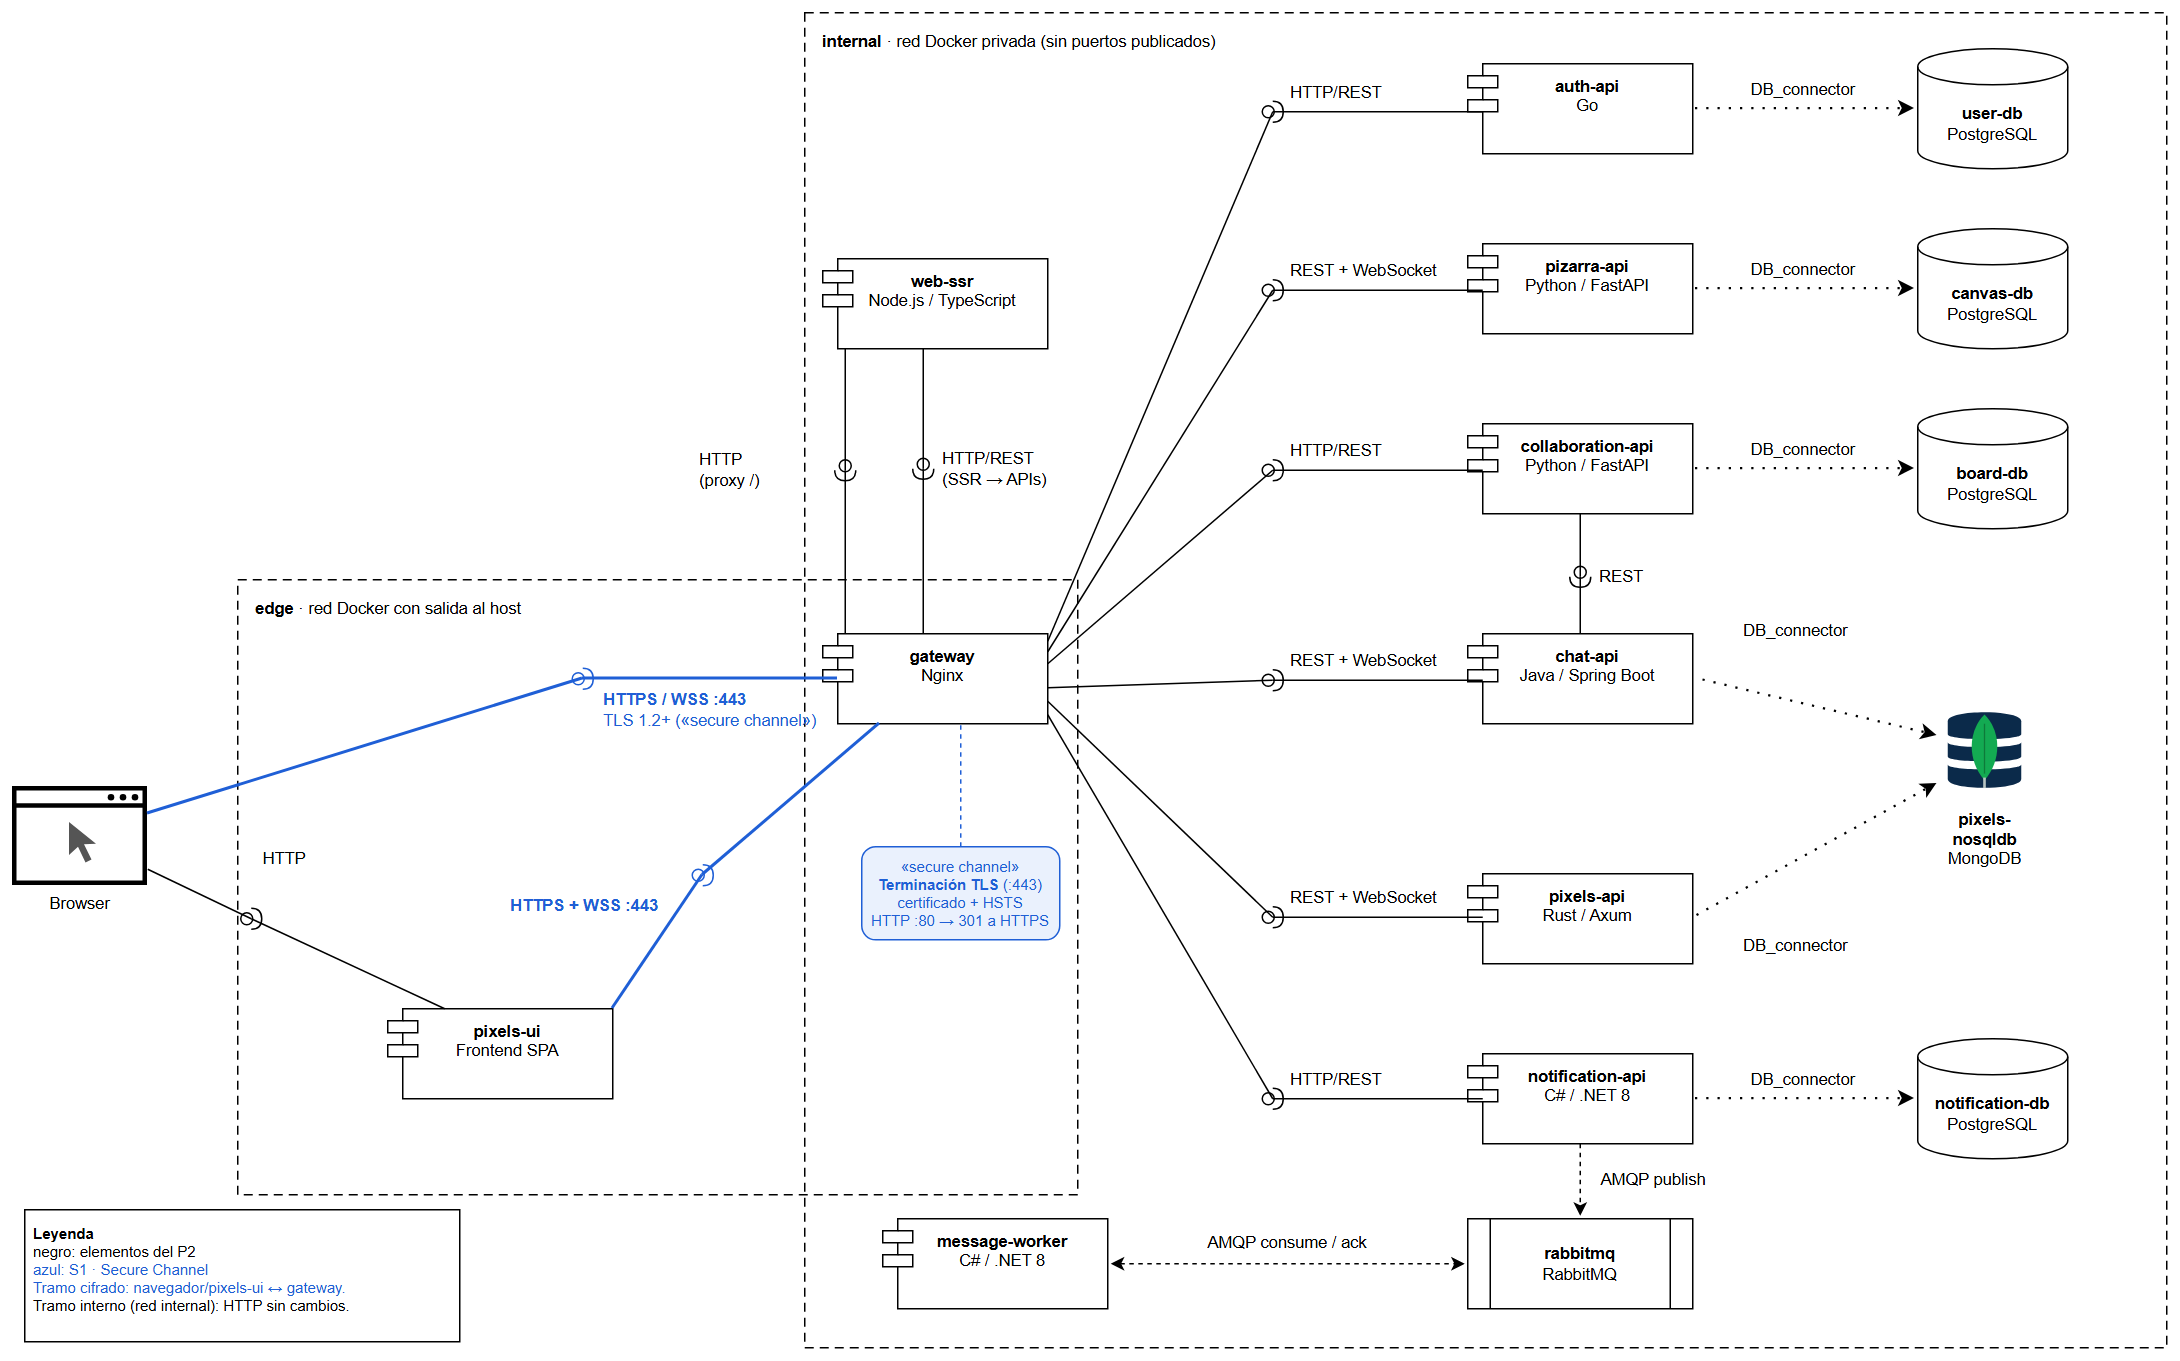 internal · red Docker privada (sin puertos publicados)
HTTP/REST
auth-api
Go
DB_connector
user-db
PostgreSQL
web-ssr
Node.js / TypeScript
REST + WebSocket
pizarra-api
Python / FastAPI
DB_connector
canvas-db
PostgreSQL
HTTP
(proxy /)
HTTP/REST
(SSR → APIs)
HTTP/REST
collaboration-api
Python / FastAPI
DB_connector
board-db
PostgreSQL
REST
edge · red Docker con salida al host
gateway
Nginx
HTTPS / WSS :443
TLS 1.2+ («secure channel»)
REST + WebSocket
chat-api
Java / Spring Boot
DB_connector
pixels-
nosqldb
MongoDB
Browser
HTTP
HTTPS + WSS :443
«secure channel»
Terminación TLS (:443)
certificado + HSTS
HTTP :80 → 301 a HTTPS
REST + WebSocket
pixels-api
Rust / Axum
DB_connector
pixels-ui
Frontend SPA
HTTP/REST
notification-api
C# / .NET 8
DB_connector
notification-db
PostgreSQL
AMQP publish
message-worker
C# / .NET 8
AMQP consume / ack
rabbitmq
RabbitMQ
Leyenda
negro: elementos del P2
azul: S1 · Secure Channel
Tramo cifrado: navegador/pixels-ui ↔ gateway.
Tramo interno (red internal): HTTP sin cambios.